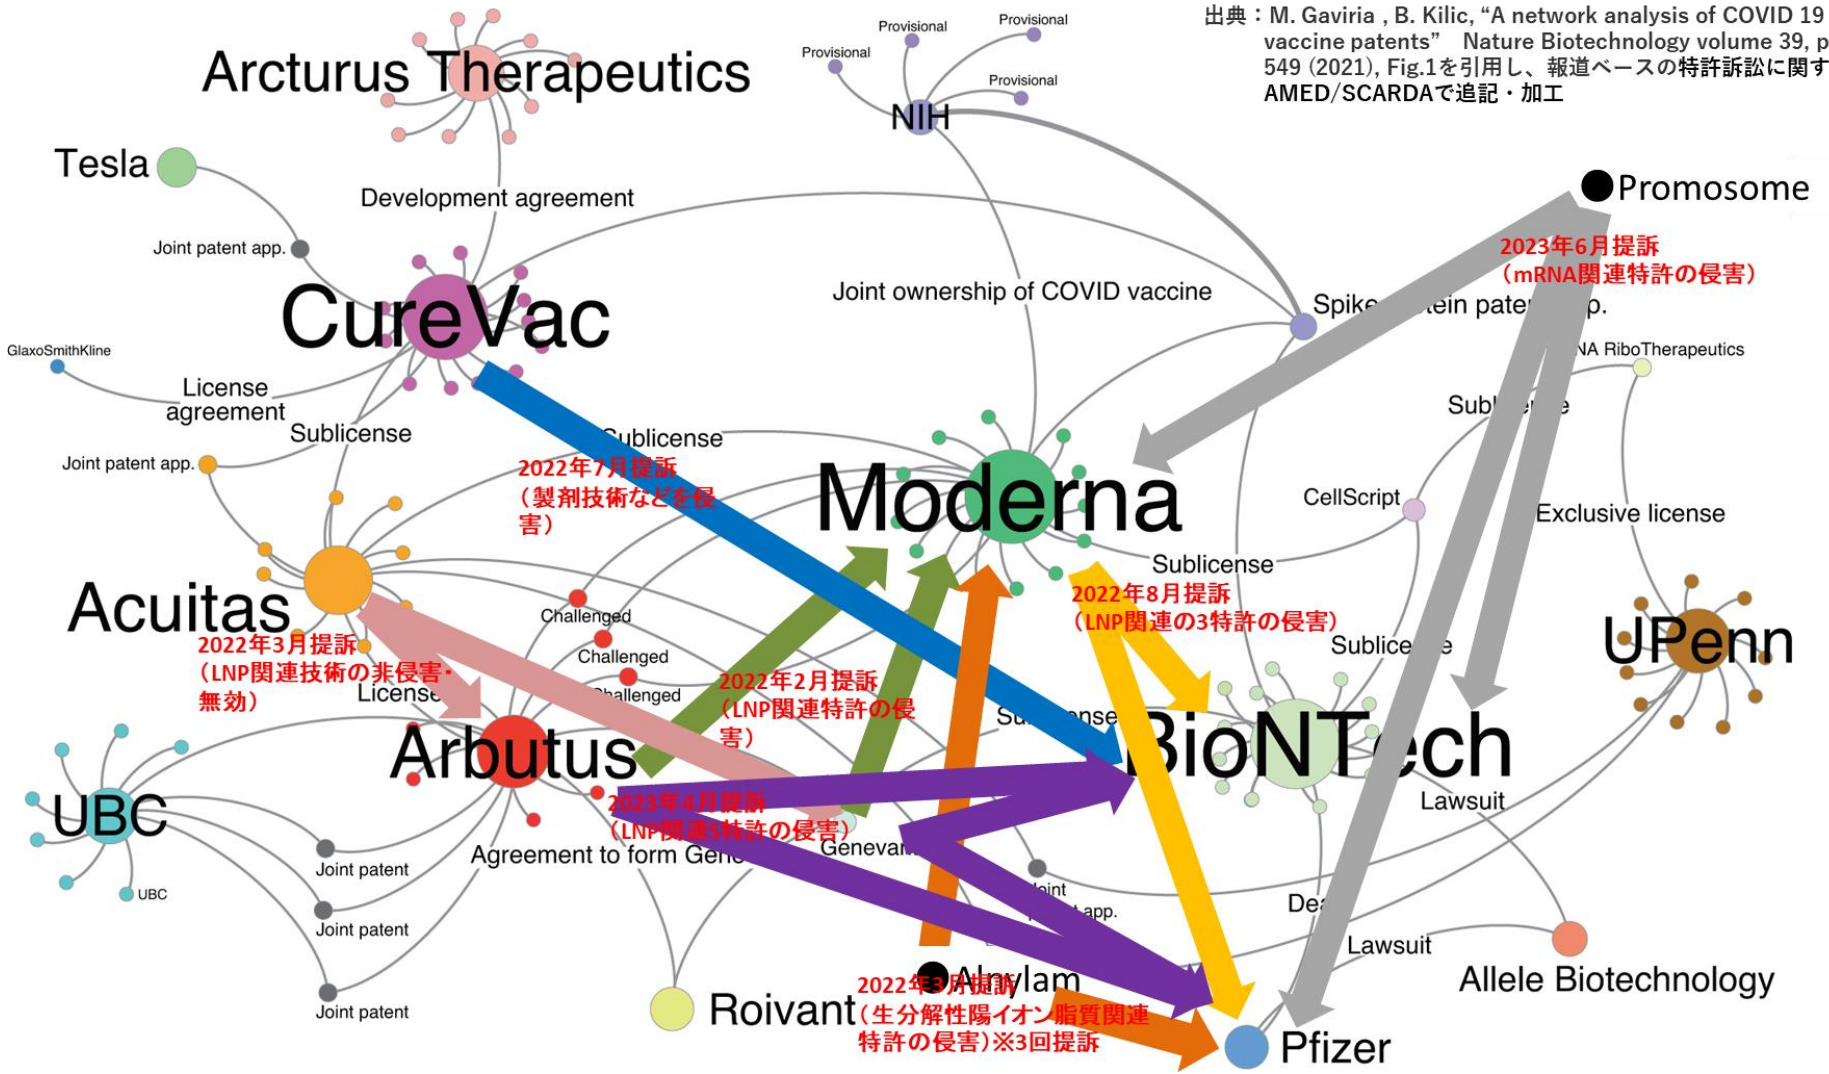 出典：M. Gaviria , B. Kilic, “A network analysis of COVID 19
vaccine patents” Nature Biotechnology volume 39, p
549 (2021), Fig.1を引用し、報道ベースの特許訴訟に関す
AMED/SCARDAで追記・加工
Arcturus Therapeutics
Provisional
Provisional
Provisional
Provisional
NIH
Tesla
Promosome
Development agreement
2023年6月提訴
（mRNA関連特許の侵害）
Joint patent app.
CureVac
Joint ownership of COVID vaccine
Spike
tein
p.
GlaxoSmithKline
NA RiboTherapeutics
License
agreement
Sublicense
Sublicense
Joint patent app.
2022年7月提訴
（製剤技術などを侵
害）
Moderna
CellScript
Exclusive license
Sublicense
Acuitas
2022年8月提訴
（LNP関連の3特許の侵害）
Challenged
Challenged
Challenged
2022年3月提訴
（LNP関連技術の非侵害・
無効）
License
UPenn
2022年2月提訴
（LNP関連特許の侵
害）
Arbutus
BioNTech
UBC
2023年4月提訴
（LNP関連5特許の侵害）
Lawsuit
Agreement to form
Genevan
Joint patent
UBC
Joint patent
Joint patent
app.
Lawsuit
Alnylam
2022年3月提訴
（生分解性陽イオン脂質関連
特許の侵害）※3回提訴
Roivant
Allele Biotechnology
Pfizer